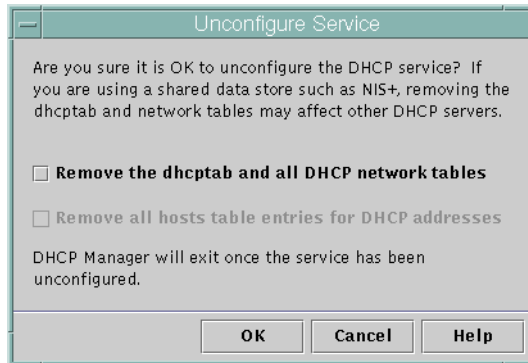 Unconfigure Service
Are you sure it is OK to unconfigure the DHCP service? If
you are using a shared data store such as NIS+, removing the
dhcptab and network tables may affect other DHCP servers.
Remove the dhcptab and all DHCP network tables
Remove all hosts table entries for DHCP addresses
DHCP Manager will exit once the service has been
unconfigured.
OK Cancel Help